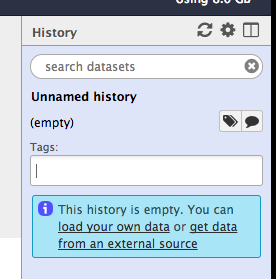 Using 0.0 GB
History
search datasets
Unnamed history
(empty)
Tags:
This history is empty. You can
load your own data or get data
from an external source